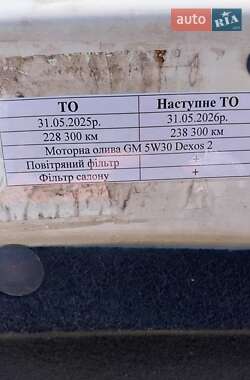 auto RIA
ТО Наступне ТО
31.05.2025р. 31.05.2026р.
228 300 км 238 300 км
Моторна олива GM 5W30 Dexos 2
Повітряний фільтр +
Фільтр салону +